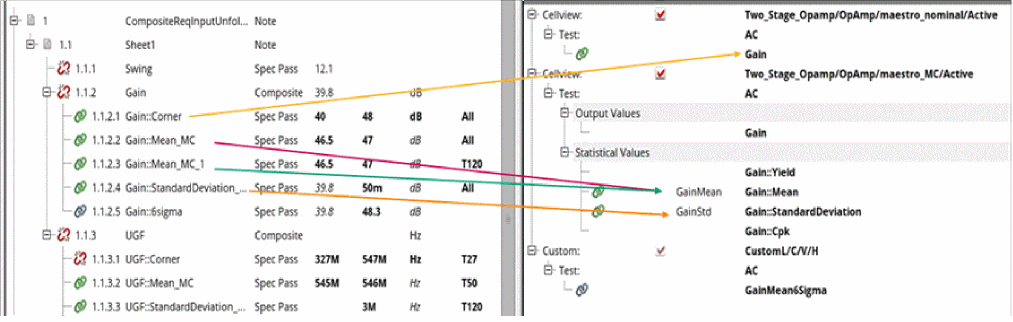 1 CompositeReqInputUnfol... Note
1.1 Sheet1 Note
1.1.1 Swing Spec Pass 12.1
1.1.2 Gain Composite 39.8 dB
1.1.2.1 Gain::Corner Spec Pass 40 48 dB All
1.1.2.2 Gain::Mean_MC Spec Pass 46.5 47 dB All
1.1.2.3 Gain::Mean_MC_1 Spec Pass 46.5 47 dB T120
1.1.2.4 Gain::StandardDeviation_... Spec Pass 39.8 50m dB All
1.1.2.5 Gain::6sigma Spec Pass 39.8 48.3 dB
1.1.3 UGF Composite Hz
1.1.3.1 UGF::Corner Spec Pass 327M 547M Hz T27
1.1.3.2 UGF::Mean_MC Spec Pass 545M 546M Hz T50
1.1.3.3 UGF::StandardDeviation_... Spec Pass 3M Hz T120
Cellview: Two_Stage_Opamp/OpAmp/maestro_nominal/Active
Test: AC
Gain
Cellview: Two_Stage_Opamp/OpAmp/maestro_MC/Active
Test: AC
Output Values
Gain
Statistical Values
Gain::Yield
GainMean Gain::Mean
GainStd Gain::StandardDeviation
Gain::Cpk
Custom: CustomL/C/V/H
Test: AC
GainMean6Sigma